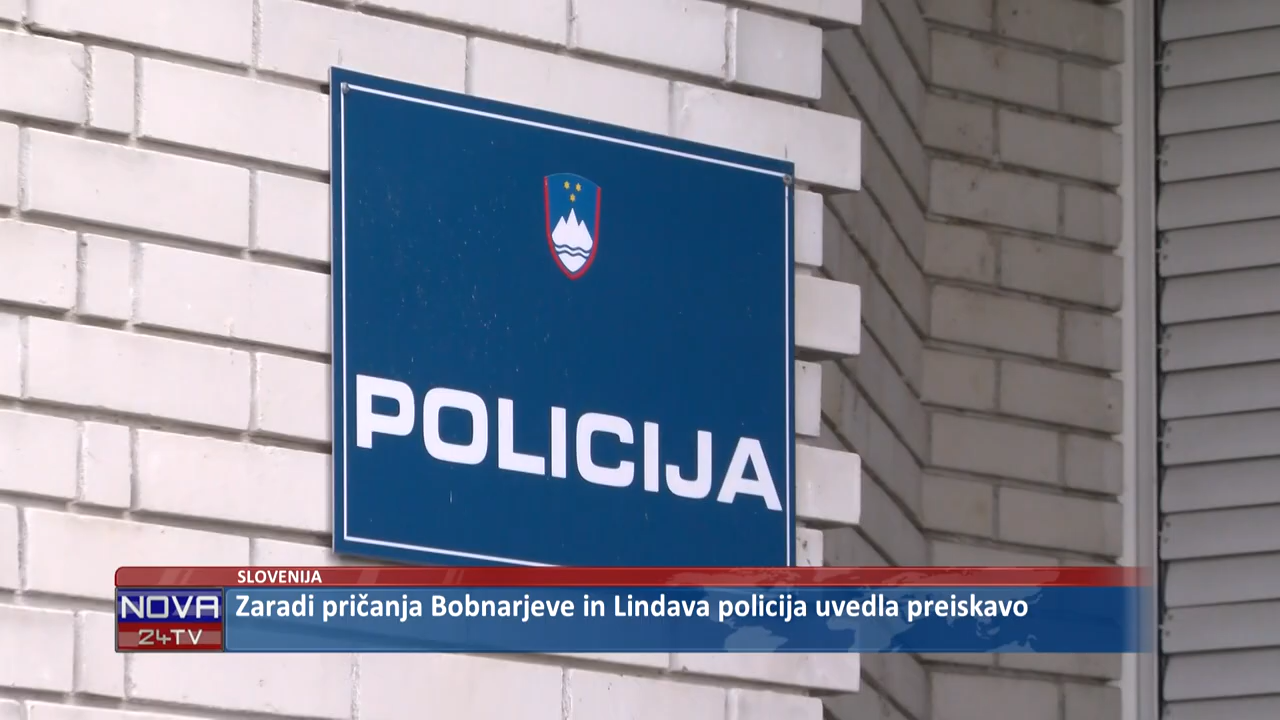 POLICIJA
SLOVENIJA
NOVA
24TV
Zaradi pričanja Bobnarjeve in Lindava policija uvedla preiskavo